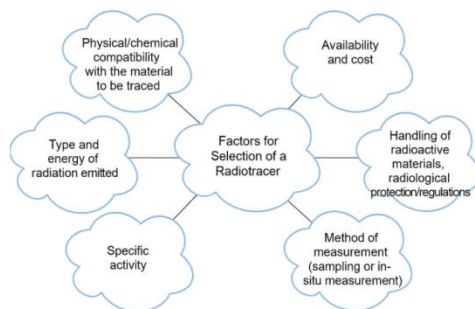 Physical/chemical
compatibility
with the material
to be traced
Availability
and cost
Type and
energy of
radiation emitted
Factors for
Selection of a
Radiotracer
Handling of
radioactive
materials,
radiological
protection/regulations
Specific
activity
Method of
measurement
(sampling or in-
situ measurement)